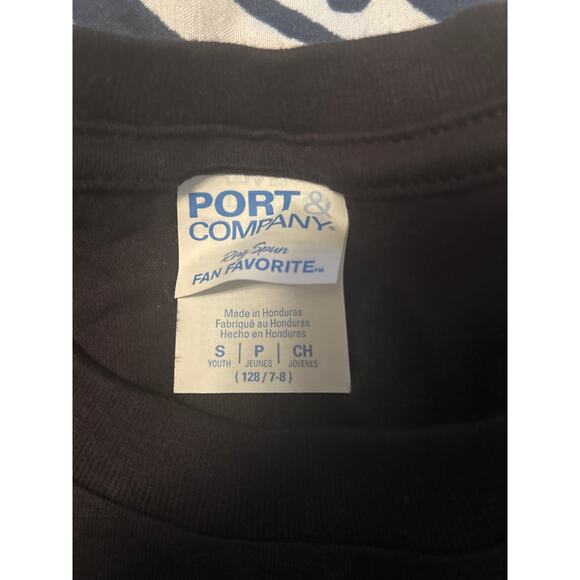 PORT &
COMPANY
Ring Spun
FAN FAVORITE™
Made in Honduras
Fabriqué au Honduras
Hecho en Honduras
S | P | CH
YOUTH | JEUNES | JÓVENES
( 128 / 7-8 )